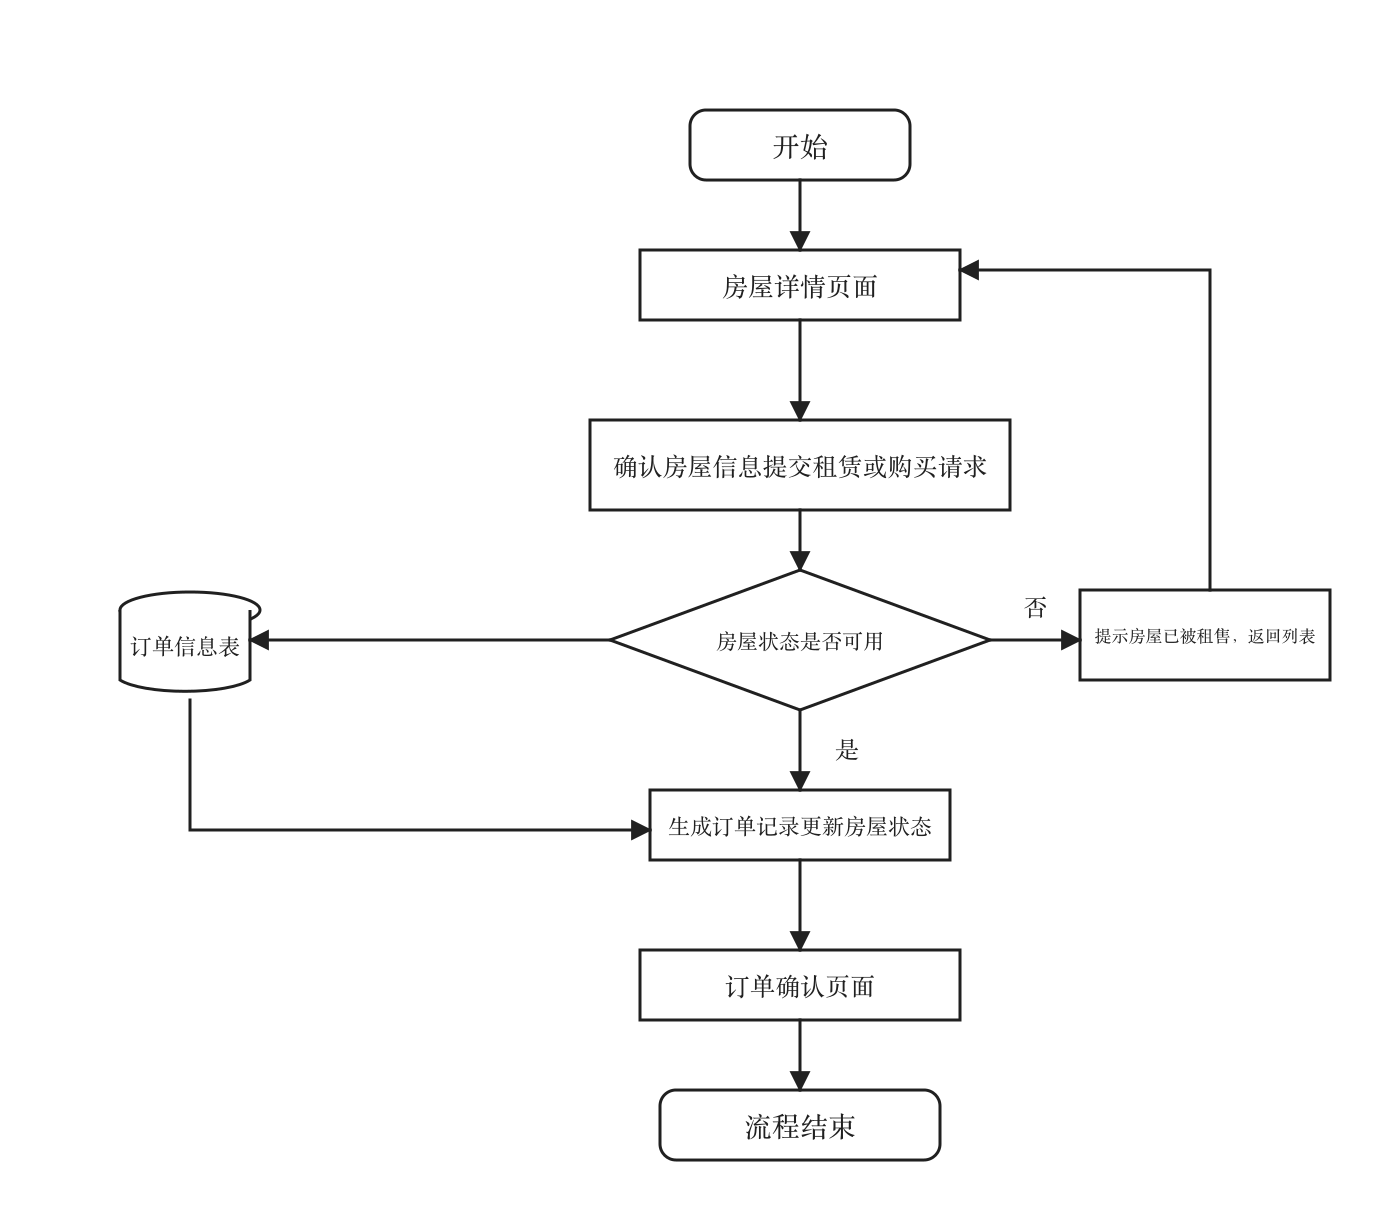 开始
房屋详情页面
确认房屋信息提交租赁或购买请求
否
订单信息表
房屋状态是否可用
提示房屋已被租售，返回列表
是
生成订单记录更新房屋状态
订单确认页面
流程结束